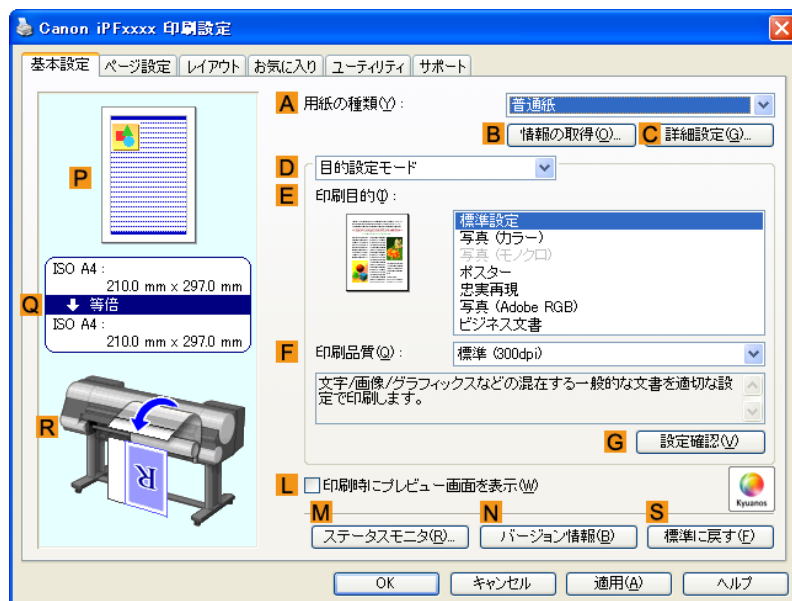 Canon iPFxxxx 印刷設定
基本設定 ページ設定 レイアウト お気に入り ユーティリティ サポート
A 用紙の種類(Y): 普通紙
B 情報の取得(O)... C 詳細設定(G)...
D 目的設定モード
E 印刷目的(I):
標準設定
写真 (カラー)
写真 (モノクロ)
ポスター
忠実再現
写真 (Adobe RGB)
ビジネス文書
F 印刷品質(Q): 標準 (300dpi)
文字/画像/グラフィックスなどの混在する一般的な文書を適切な設
定で印刷します。
G 設定確認(V)
P
Q
ISO A4:
210.0 mm x 297.0 mm
等倍
ISO A4:
210.0 mm x 297.0 mm
R
R
L 印刷時にプレビュー画面を表示(W)
Kyuanos
M ステータスモニタ(R)... N バージョン情報(B) S 標準に戻す(F)
OK キャンセル 適用(A) ヘルプ